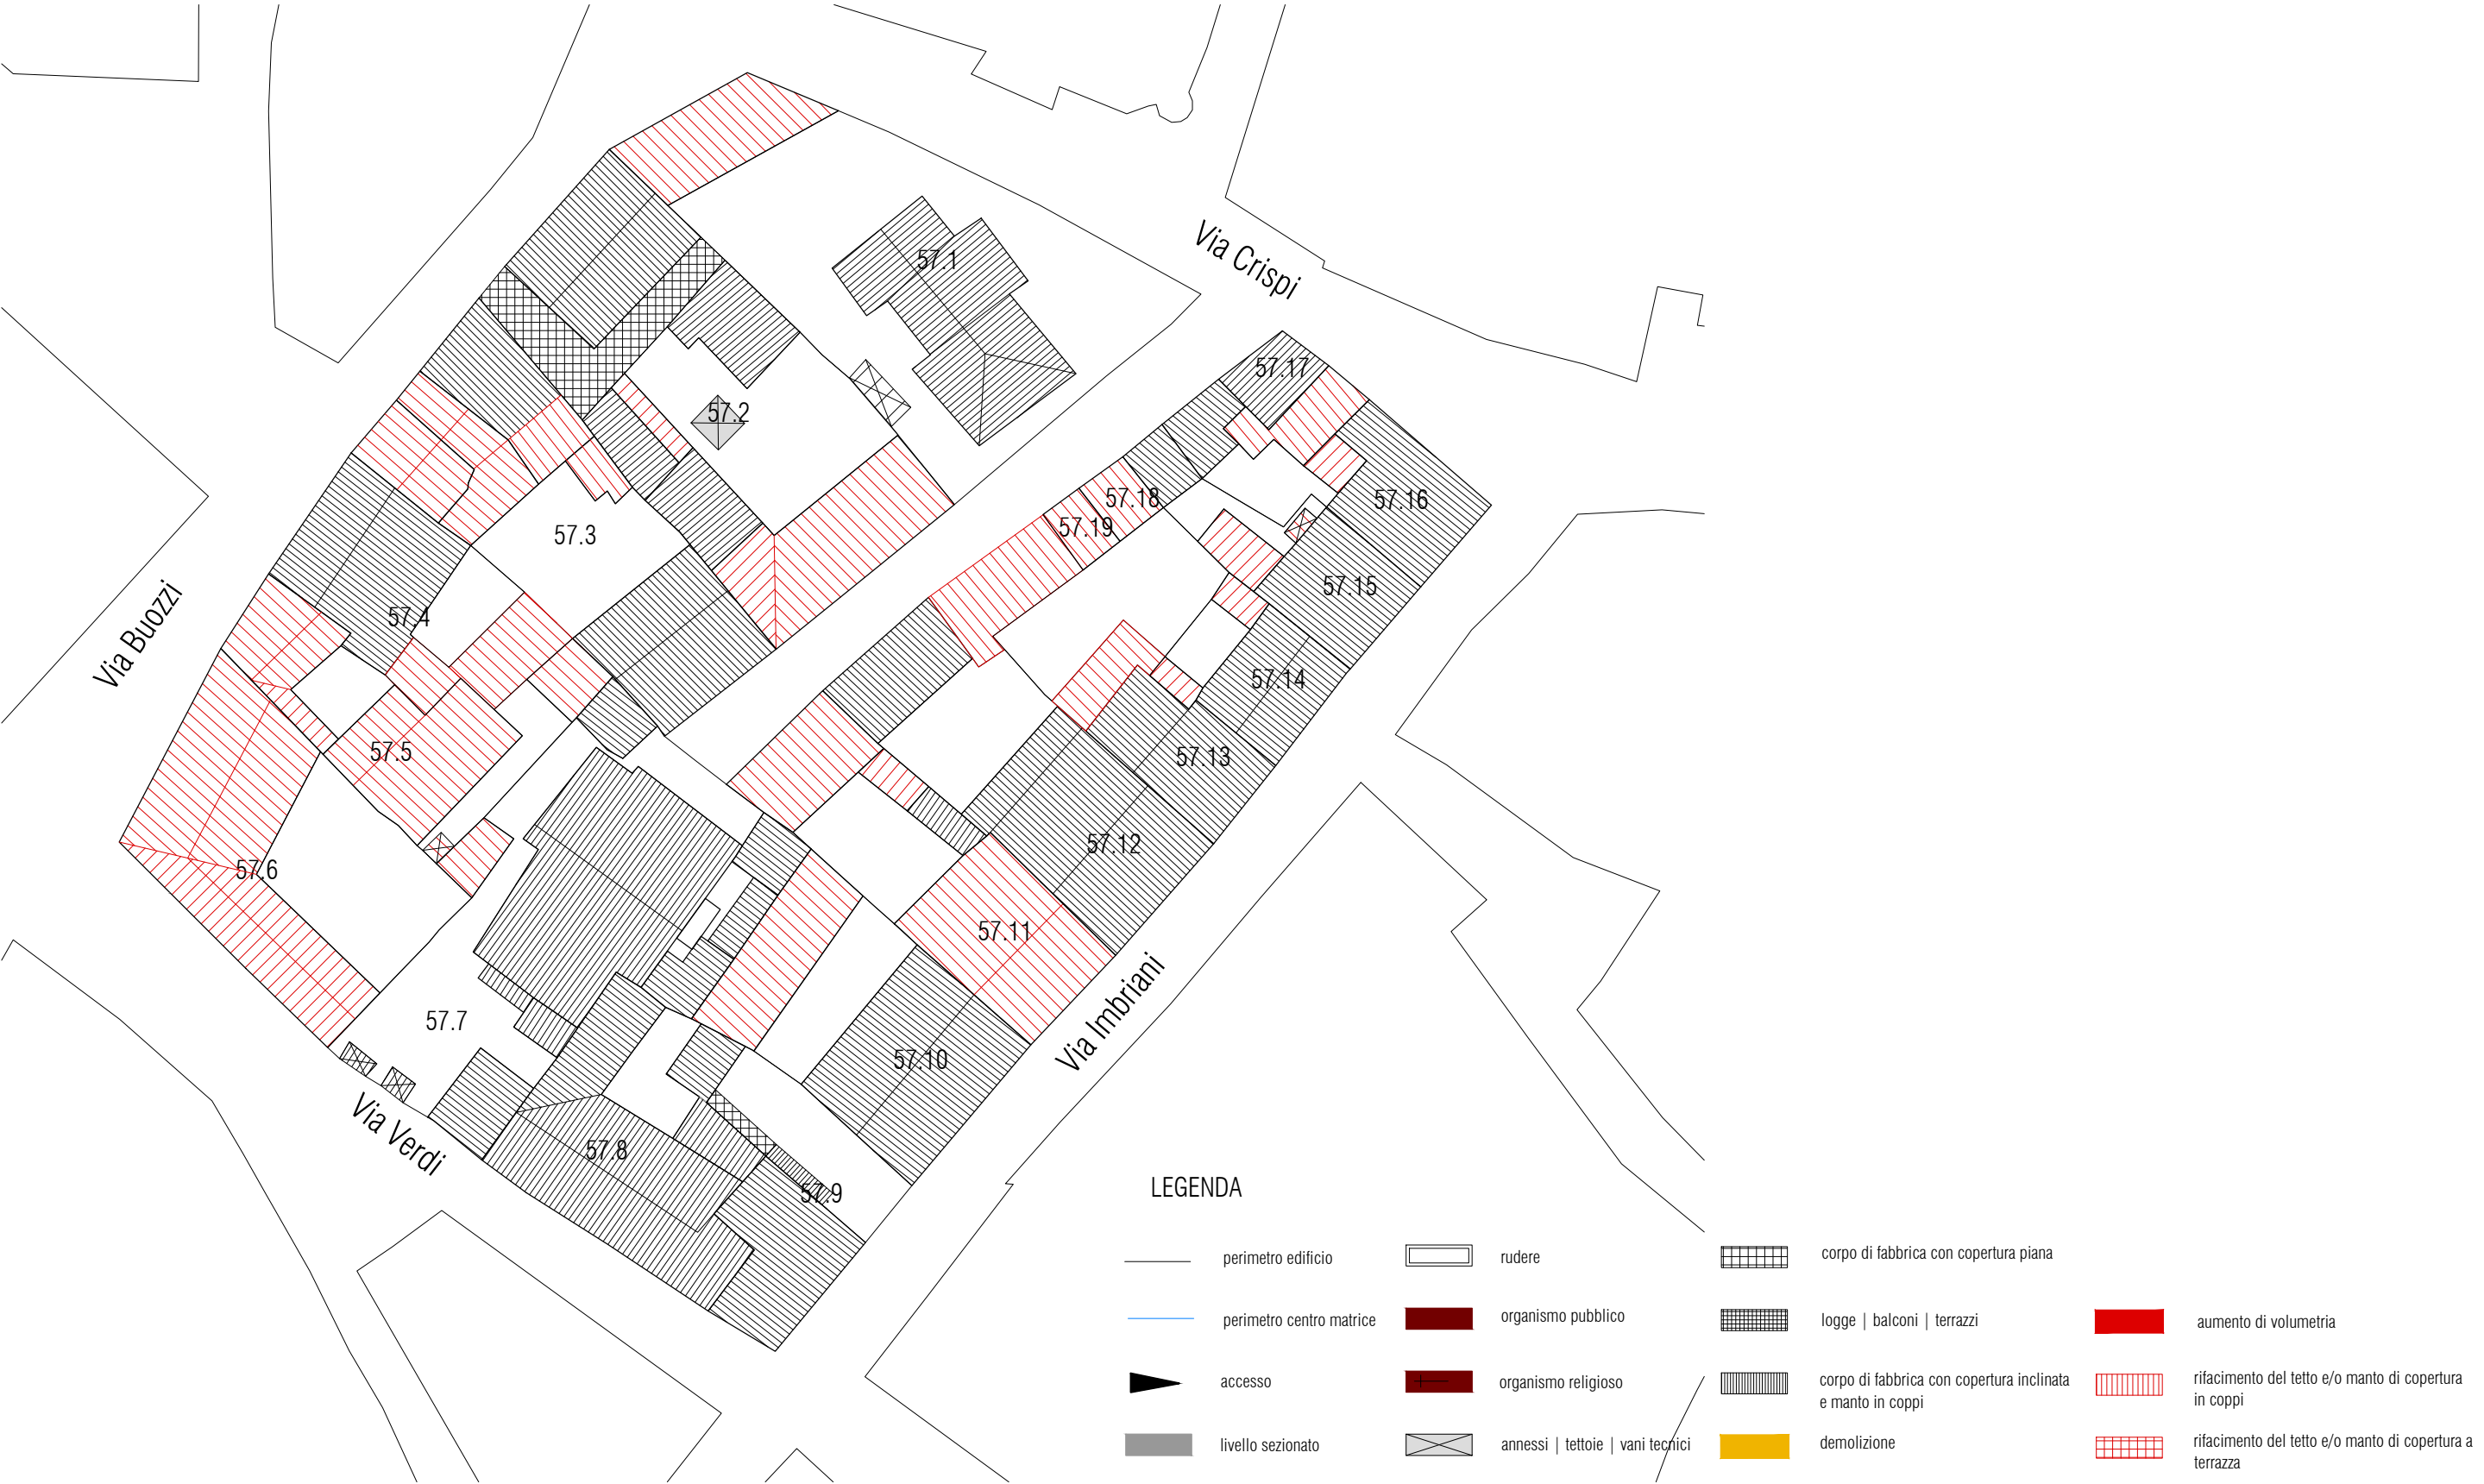 57.1
Via Crispi
57.17
57.2
57.16
57.18
57.19
57.3
57.15
57.4
Via Buozzi
57.14
57.5
57.13
57.12
57.6
57.11
57.7
Via Imbriani
57.10
Via Verdi
57.8
57.9
LEGENDA
perimetro edificio
perimetro centro matrice
accesso
livello sezionato
rudere
organismo pubblico
organismo religioso
annessi | tettoie | vani tecnici
corpo di fabbrica con copertura piana
logge | balconi | terrazzi
corpo di fabbrica con copertura inclinata
e manto in coppi
demolizione
aumento di volumetria
rifacimento del tetto e/o manto di copertura
in coppi
rifacimento del tetto e/o manto di copertura a
terrazza